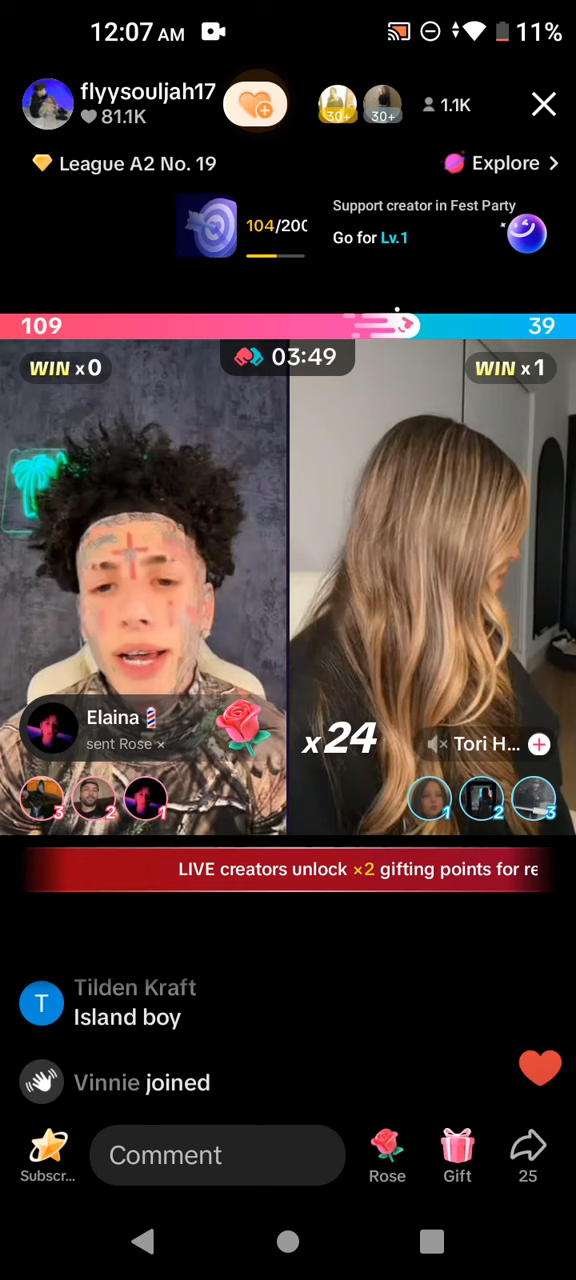 12:07 AM
11%
flyysouljah17
81.1K
30+
30+
1.1K
League A2 No. 19
Explore
104/200
Support creator in Fest Party
Go for Lv.1
109
39
WIN x0
03:49
WIN x1
Elaina
sent Rose ×
x24
Tori H...
3
2
1
1
2
3
LIVE creators unlock ×2 gifting points for re
T
Tilden Kraft
Island boy
Vinnie joined
Subscr...
Comment
Rose
Gift
25